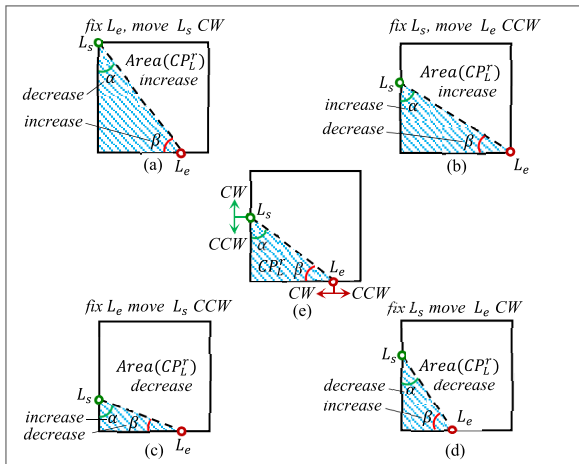 fix L_e, move L_s CW
L_s
Area(CP_L^r)
increase
α
decrease
increase
β
L_e
(a)
fix L_s, move L_e CCW
L_s
Area(CP_L^r)
increase
increase
α
decrease
β
L_e
(b)
CW
L_s
CCW
α
CP_L^r
β
L_e
CW
CCW
(e)
fix L_e move L_s CCW
Area(CP_L^r)
decrease
L_s
increase
α
decrease
β
L_e
(c)
fix L_s move L_e CW
L_s
Area(CP_L^r)
decrease
decrease
α
increase
β
L_e
(d)